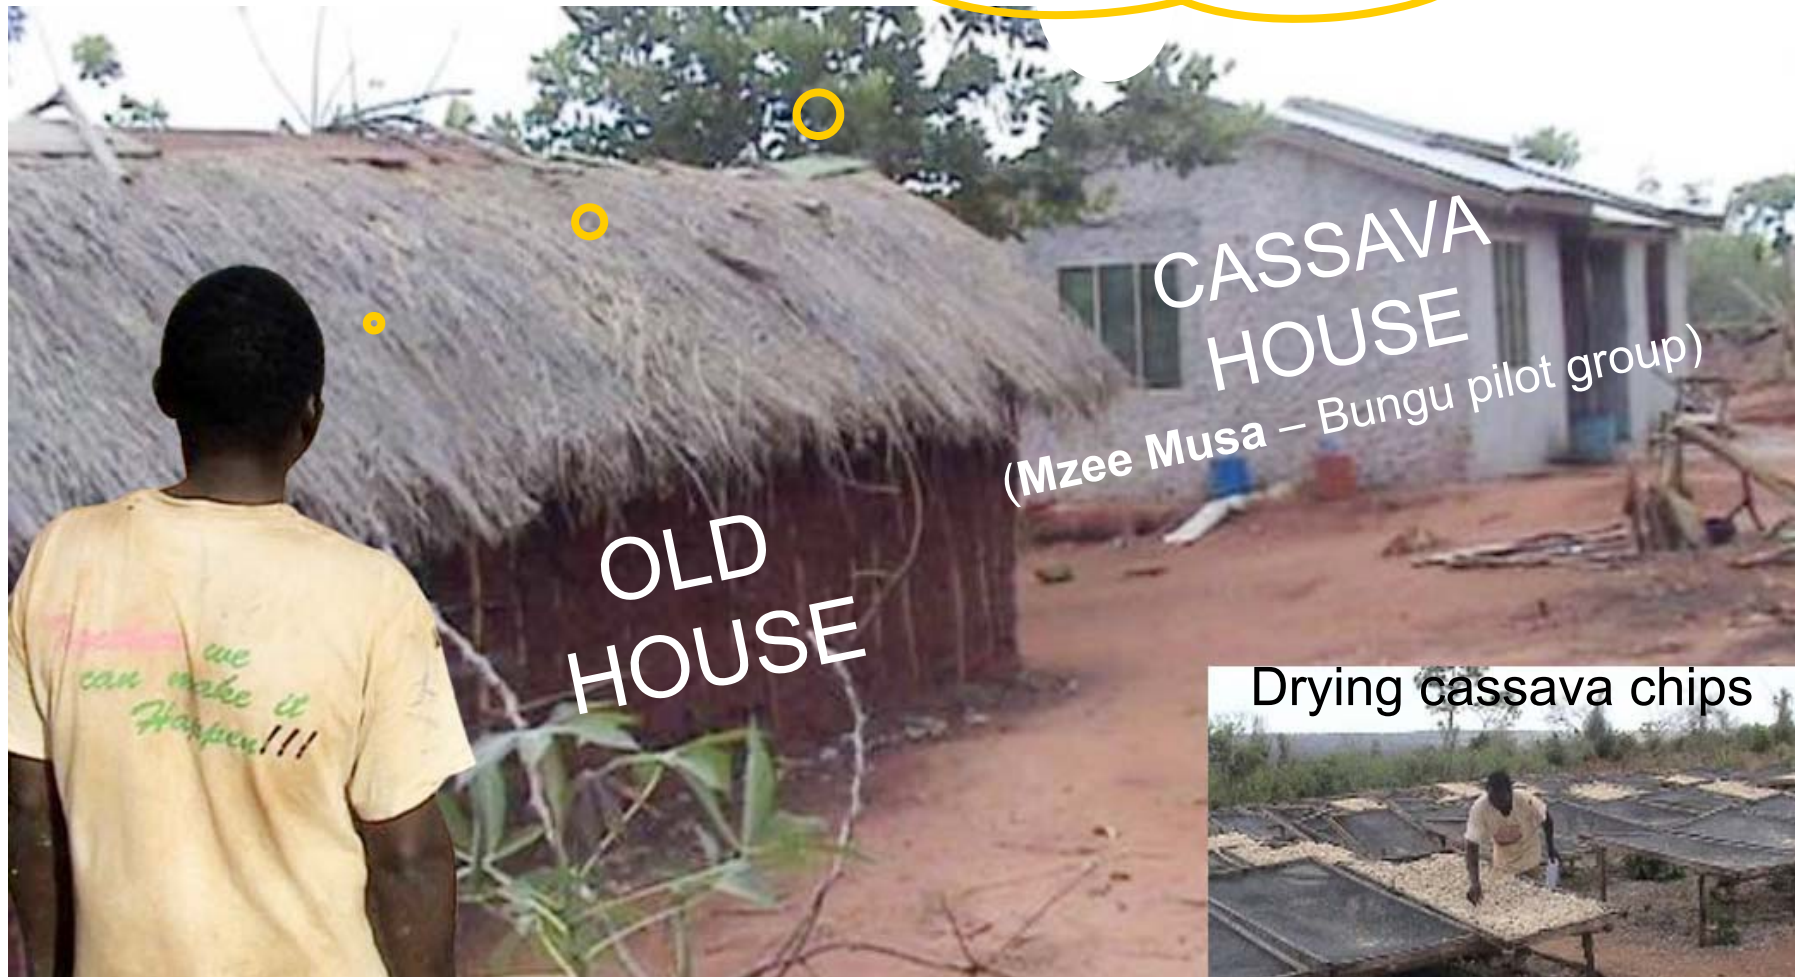 CASSAVA
HOUSE
(Mzee Musa – Bungu pilot group)
OLD
HOUSE
we
can make it
Happen!!!
Drying cassava chips